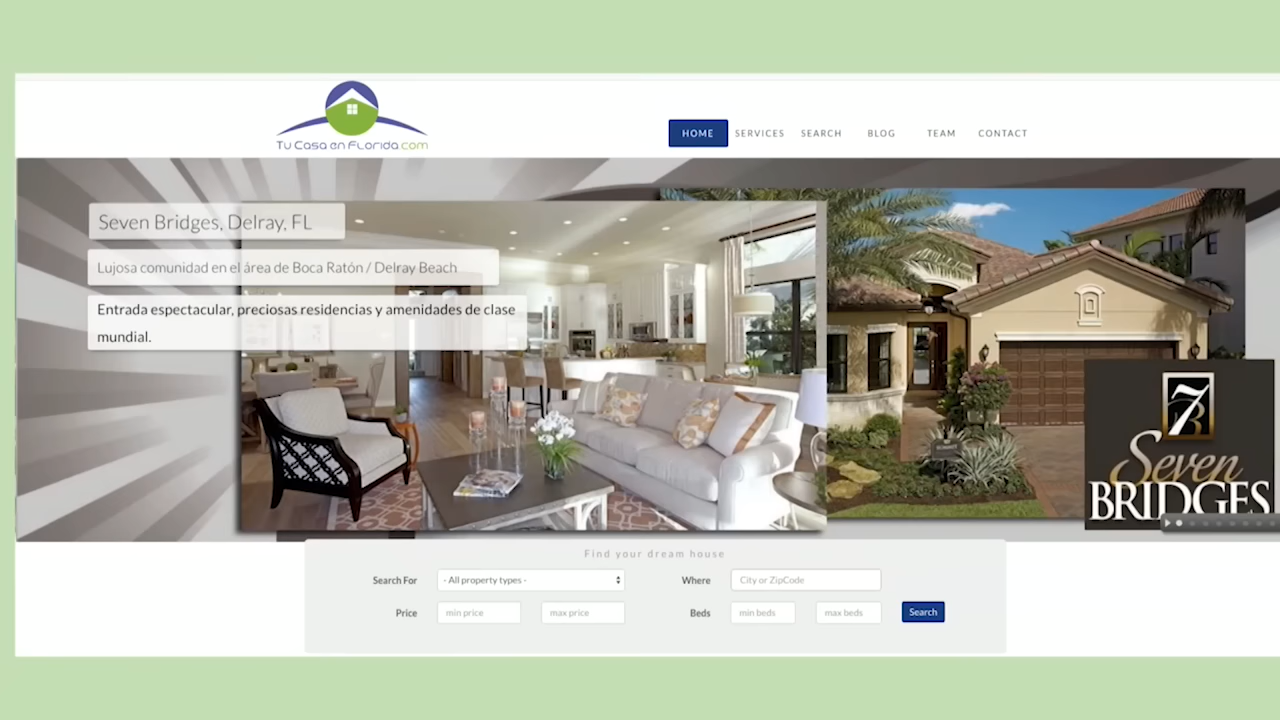 Tu Casa en Florida.com
HOME SERVICES SEARCH BLOG TEAM CONTACT
Seven Bridges, Delray, FL
Lujosa comunidad en el área de Boca Ratón / Delray Beach
Entrada espectacular, preciosas residencias y amenidades de clase
mundial.
7B
Seven
BRIDGES
Find your dream house
Search For - All property types - Where City or ZipCode
Price min price max price Beds min beds max beds Search